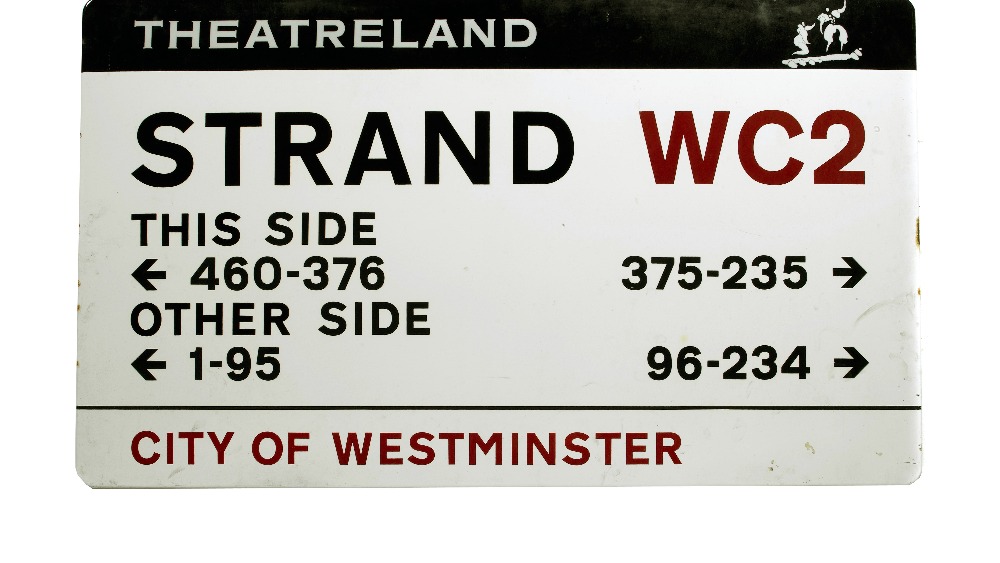 THEATRELAND
STRAND WC2
THIS SIDE
← 460-376 375-235 →
OTHER SIDE
← 1-95 96-234 →
CITY OF WESTMINSTER